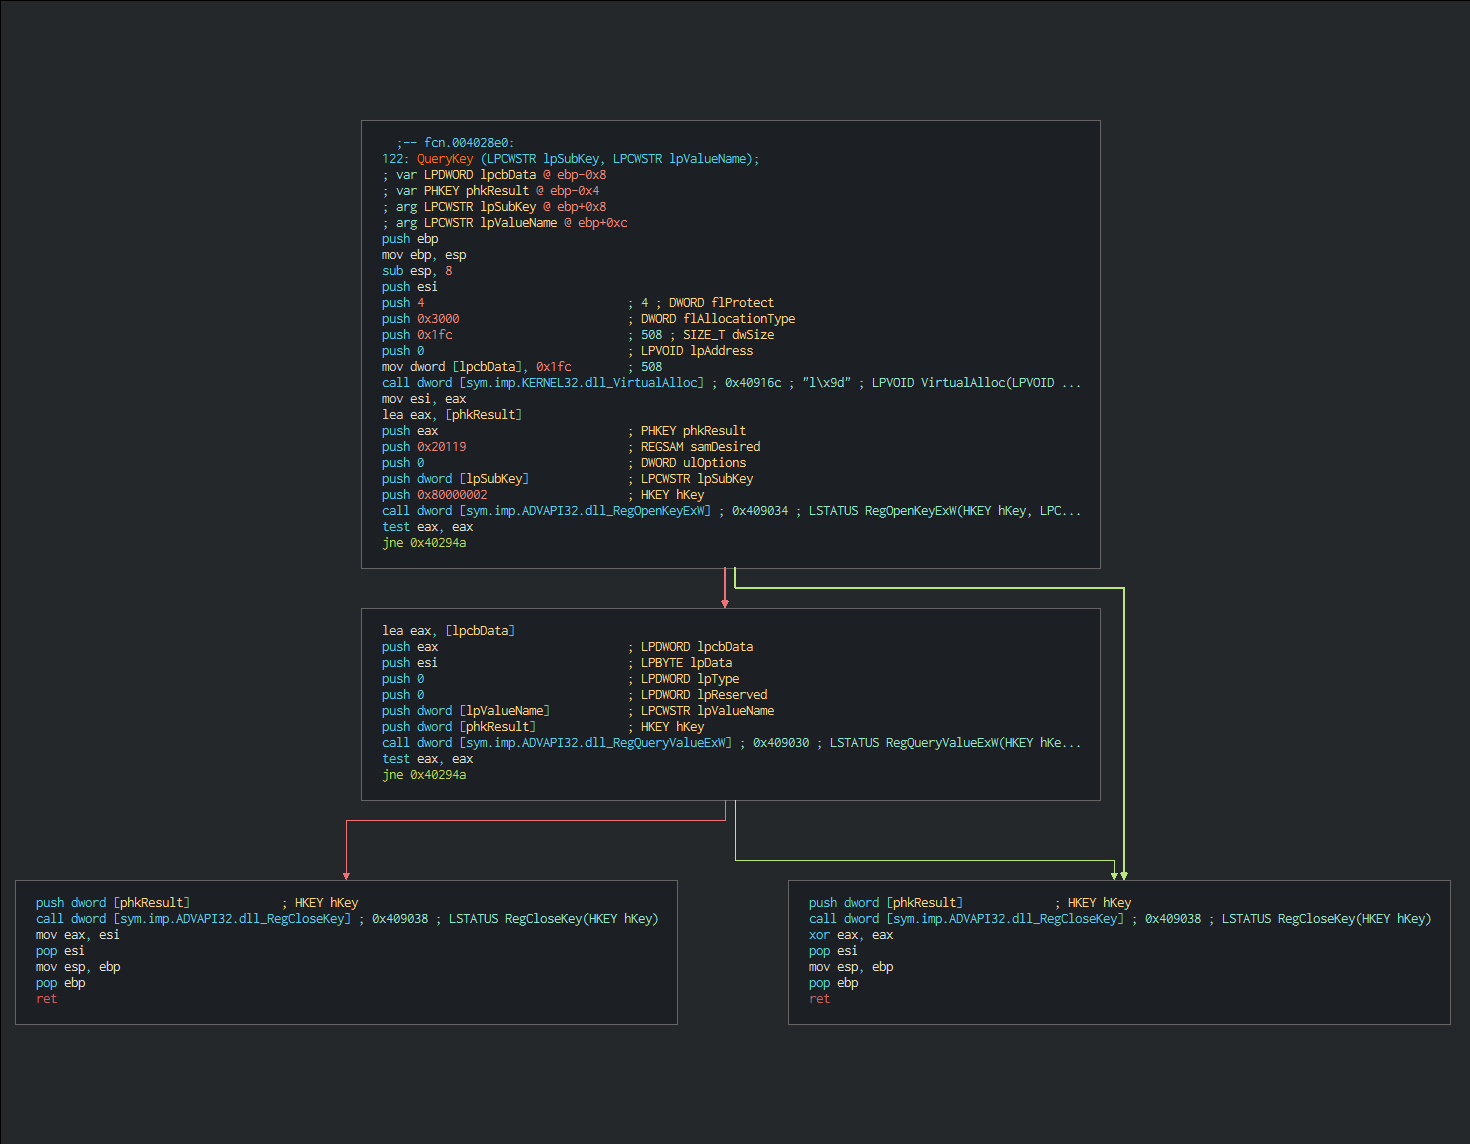 ;-- fcn.004028e0:
122: QueryKey (LPCWSTR lpSubKey, LPCWSTR lpValueName);
; var LPDWORD lpcbData @ ebp-0x8
; var PHKEY phkResult @ ebp-0x4
; arg LPCWSTR lpSubKey @ ebp+0x8
; arg LPCWSTR lpValueName @ ebp+0xc
push ebp
mov ebp, esp
sub esp, 8
push esi
push 4 ; 4 ; DWORD flProtect
push 0x3000 ; DWORD flAllocationType
push 0x1fc ; 508 ; SIZE_T dwSize
push 0 ; LPVOID lpAddress
mov dword [lpcbData], 0x1fc ; 508
call dword [sym.imp.KERNEL32.dll_VirtualAlloc] ; 0x40916c ; "l\x9d" ; LPVOID VirtualAlloc(LPVOID ...
mov esi, eax
lea eax, [phkResult]
push eax ; PHKEY phkResult
push 0x20119 ; REGSAM samDesired
push 0 ; DWORD ulOptions
push dword [lpSubKey] ; LPCWSTR lpSubKey
push 0x80000002 ; HKEY hKey
call dword [sym.imp.ADVAPI32.dll_RegOpenKeyExW] ; 0x409034 ; LSTATUS RegOpenKeyExW(HKEY hKey, LPC...
test eax, eax
jne 0x40294a
lea eax, [lpcbData]
push eax ; LPDWORD lpcbData
push esi ; LPBYTE lpData
push 0 ; LPDWORD lpType
push 0 ; LPDWORD lpReserved
push dword [lpValueName] ; LPCWSTR lpValueName
push dword [phkResult] ; HKEY hKey
call dword [sym.imp.ADVAPI32.dll_RegQueryValueExW] ; 0x409030 ; LSTATUS RegQueryValueExW(HKEY hKe...
test eax, eax
jne 0x40294a
push dword [phkResult] ; HKEY hKey
call dword [sym.imp.ADVAPI32.dll_RegCloseKey] ; 0x409038 ; LSTATUS RegCloseKey(HKEY hKey)
mov eax, esi
pop esi
mov esp, ebp
pop ebp
ret
push dword [phkResult] ; HKEY hKey
call dword [sym.imp.ADVAPI32.dll_RegCloseKey] ; 0x409038 ; LSTATUS RegCloseKey(HKEY hKey)
xor eax, eax
pop esi
mov esp, ebp
pop ebp
ret